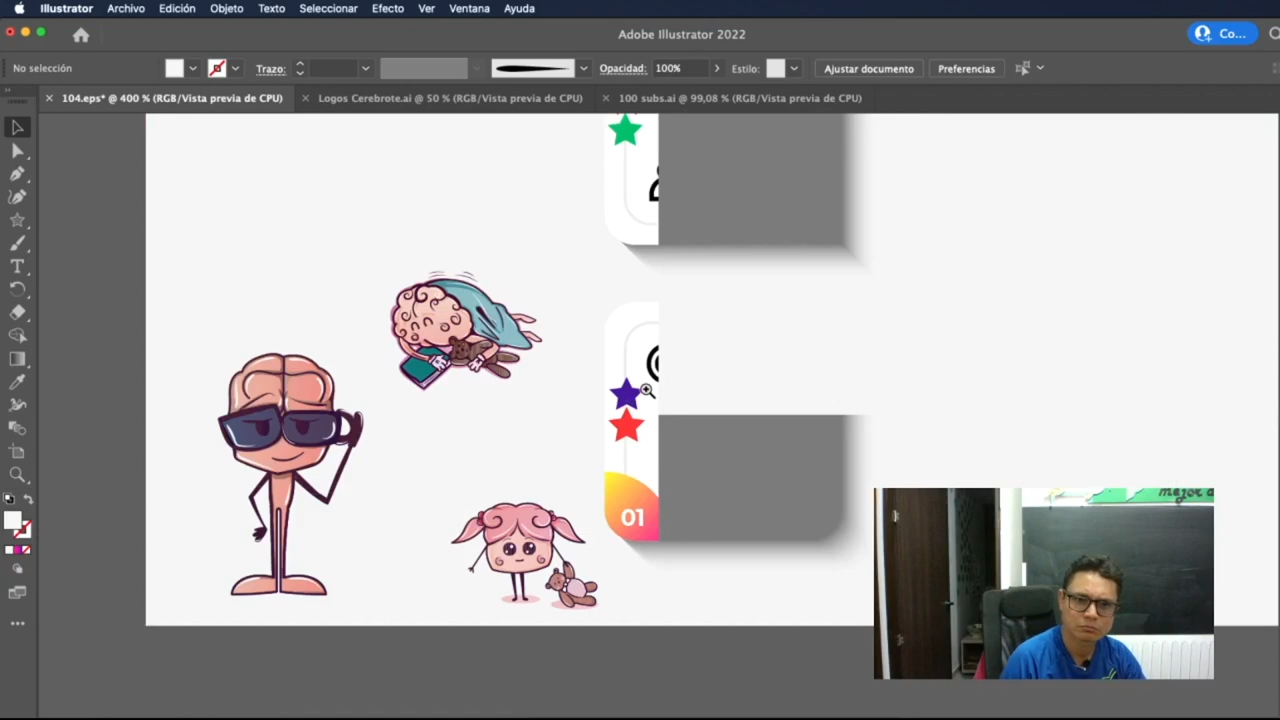 Illustrator Archivo Edición Objeto Texto Seleccionar Efecto Ver Ventana Ayuda
Adobe Illustrator 2022
Co...
No selección
Trazo:
Opacidad: 100%
Estilo:
Ajustar documento
Preferencias
104.eps* @ 400 % (RGB/Vista previa de CPU)
Logos Cerebrote.ai @ 50 % (RGB/Vista previa de CPU)
100 subs.ai @ 99,08 % (RGB/Vista previa de CPU)
01
mejor